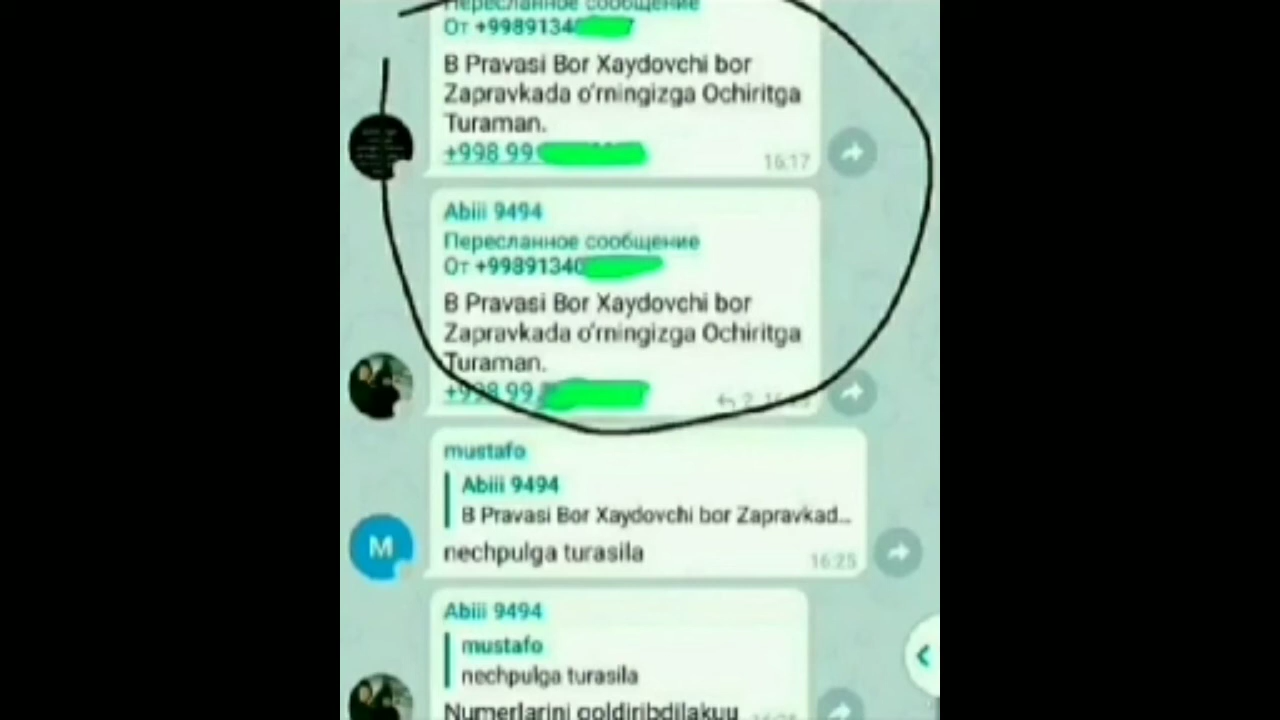 Пересланное сообщение
От +9989134
B Pravasi Bor Xaydovchi bor
Zapravkada o'rningizga Ochiritga
Turaman.
+998 99
16:17
Abiii 9494
Пересланное сообщение
От +99891340
B Pravasi Bor Xaydovchi bor
Zapravkada o'rningizga Ochiritga
Turaman.
+998 99
2
mustafo
Abiii 9494
B Pravasi Bor Xaydovchi bor Zapravkad...
M
nechpulga turasila
16:25
Abiii 9494
mustafo
nechpulga turasila
Numerlarini qoldiribdilakuu